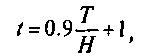 t = 0.9 T/H + 1,